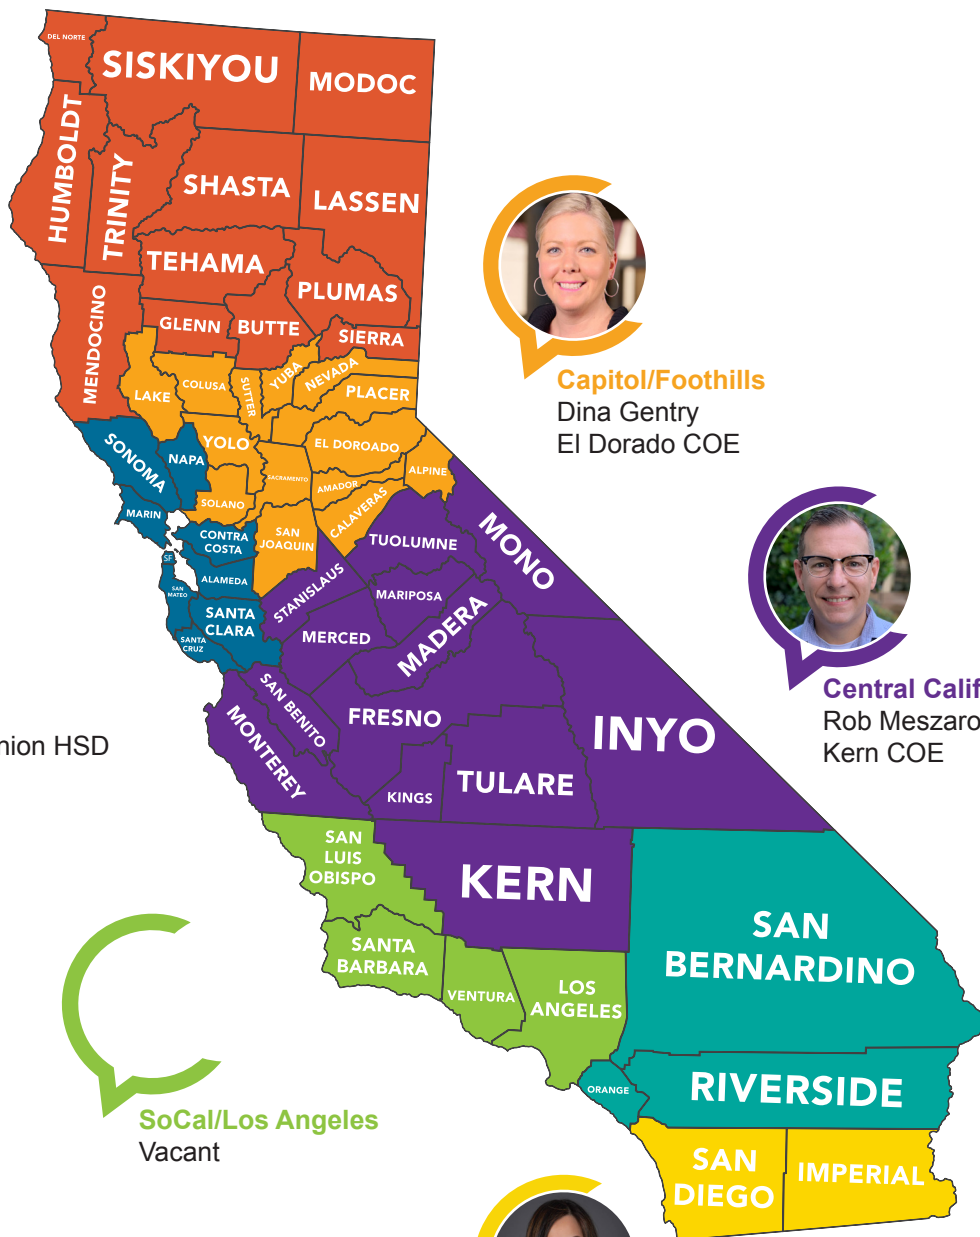 DEL NORTE
SISKIYOU
MODOC
HUMBOLDT
TRINITY
SHASTA
LASSEN
TEHAMA
PLUMAS
MENDOCINO
GLENN
BUTTE
SIERRA
LAKE
COLUSA
SUTTER
YUBA
NEVADA
PLACER
Capitol/Foothills
Dina Gentry
El Dorado COE
SONOMA
NAPA
YOLO
SACRAMENTO
EL DOROADO
ALPINE
SOLANO
AMADOR
CALAVERAS
MARIN
CONTRA
COSTA
SAN
JOAQUIN
TUOLUMNE
MONO
SF
ALAMEDA
SAN
MATEO
SANTA
CLARA
SANTA
CRUZ
STANISLAUS
MARIPOSA
MERCED
MADERA
SAN BENITO
MONTEREY
FRESNO
INYO
Central Calif
Rob Meszaro
Kern COE
nion HSD
KINGS
TULARE
SAN
LUIS
OBISPO
KERN
SAN
BERNARDINO
SANTA
BARBARA
VENTURA
LOS
ANGELES
ORANGE
RIVERSIDE
SoCal/Los Angeles
Vacant
SAN
DIEGO
IMPERIAL